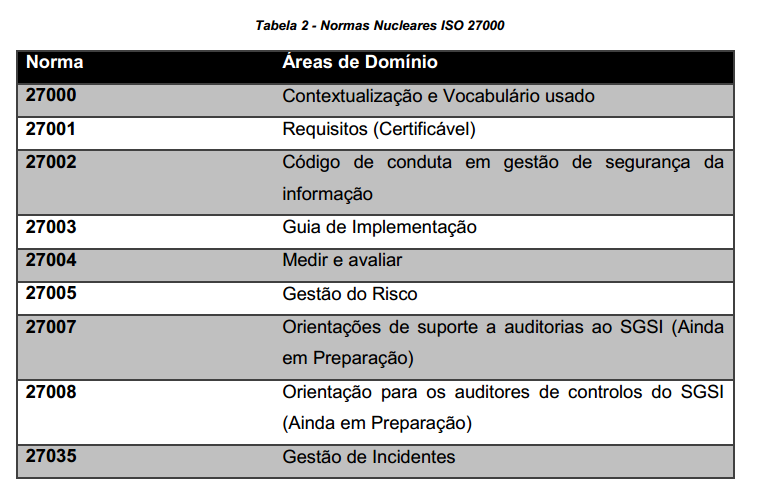 Tabela 2 - Normas Nucleares ISO 27000
Norma Áreas de Domínio
27000 Contextualização e Vocabulário usado
27001 Requisitos (Certificável)
27002 Código de conduta em gestão de segurança da
informação
27003 Guia de Implementação
27004 Medir e avaliar
27005 Gestão do Risco
27007 Orientações de suporte a auditorias ao SGSI (Ainda
em Preparação)
27008 Orientação para os auditores de controlos do SGSI
(Ainda em Preparação)
27035 Gestão de Incidentes